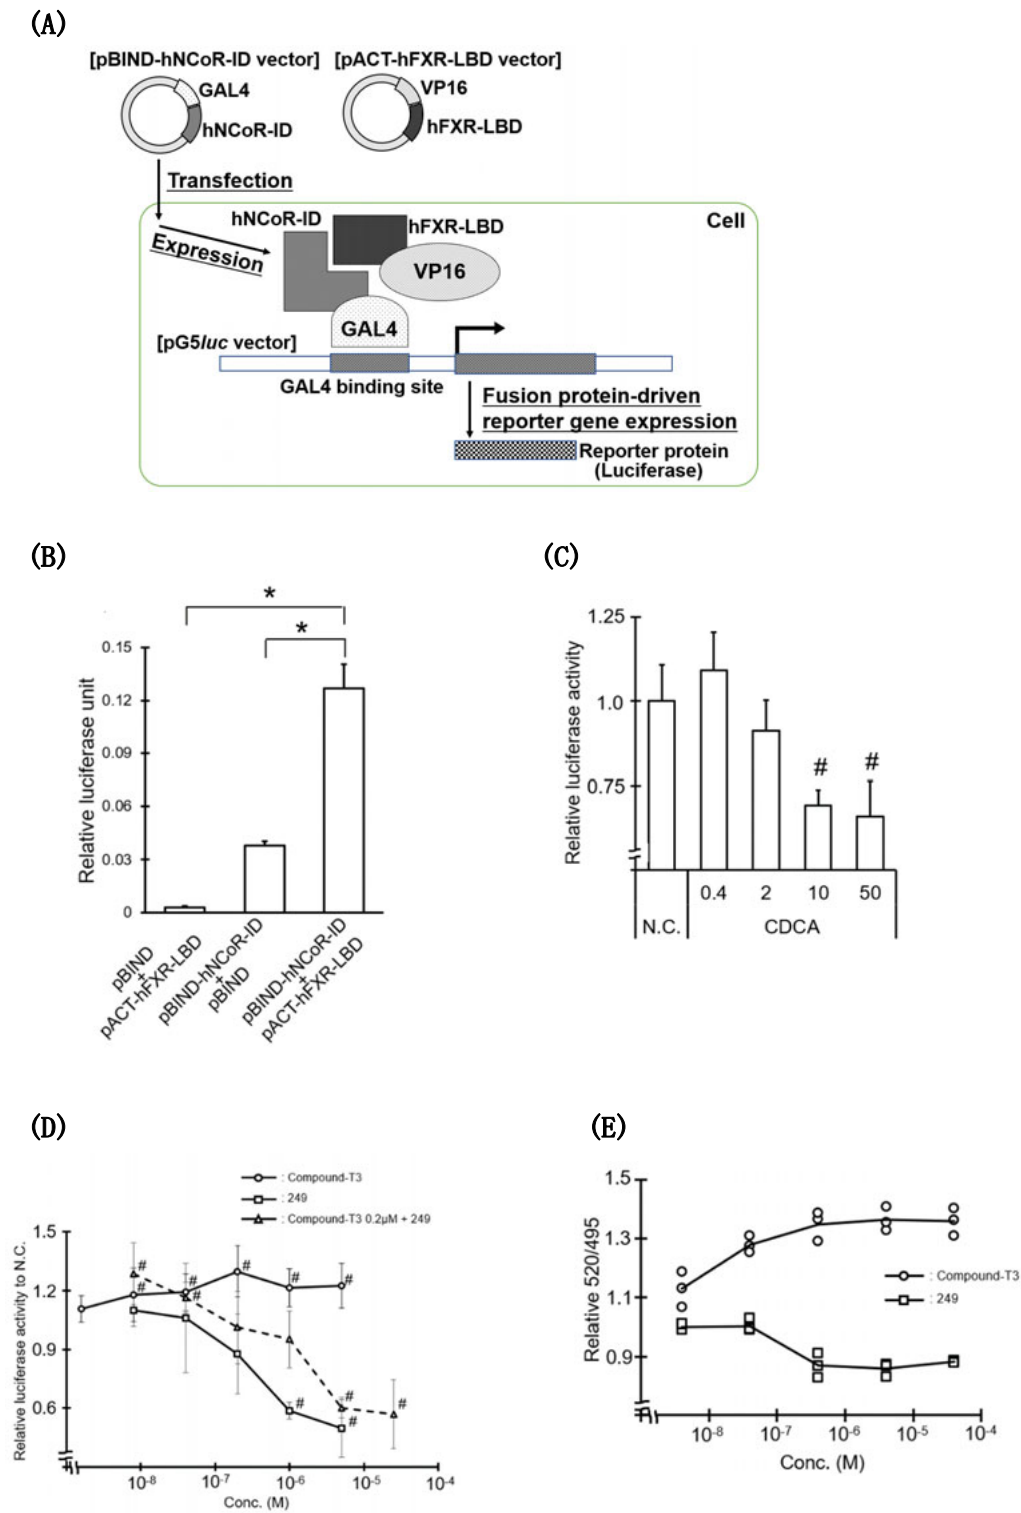 (A)
[pBIND-hNCoR-ID vector]
[pACT-hFXR-LBD vector]
GAL4
hNCoR-ID
VP16
hFXR-LBD
Transfection
Cell
Expression
hNCoR-ID
hFXR-LBD
VP16
GAL4
[pG5luc vector]
GAL4 binding site
Fusion protein-driven
reporter gene expression
Reporter protein
(Luciferase)
(B)
*
*
Relative luciferase unit
0.15
0.12
0.09
0.06
0.03
0
pBIND
+
pACT-hFXR-LBD
pBIND-hNCoR-ID
+
pBIND
pBIND-hNCoR-ID
+
pACT-hFXR-LBD
(C)
Relative luciferase activity
1.25
1.0
0.75
#
#
0.4
2
10
50
N.C.
CDCA
(D)
: Compound-T3
: 249
: Compound-T3 0.2μM + 249
Relative luciferase activity to N.C.
1.5
1.2
0.9
0.6
#
#
#
#
#
#
#
#
#
#
#
10-8
10-7
10-6
10-5
10-4
Conc. (M)
(E)
Relative 520/495
1.5
1.3
1.1
0.9
: Compound-T3
: 249
10-8
10-7
10-6
10-5
10-4
Conc. (M)